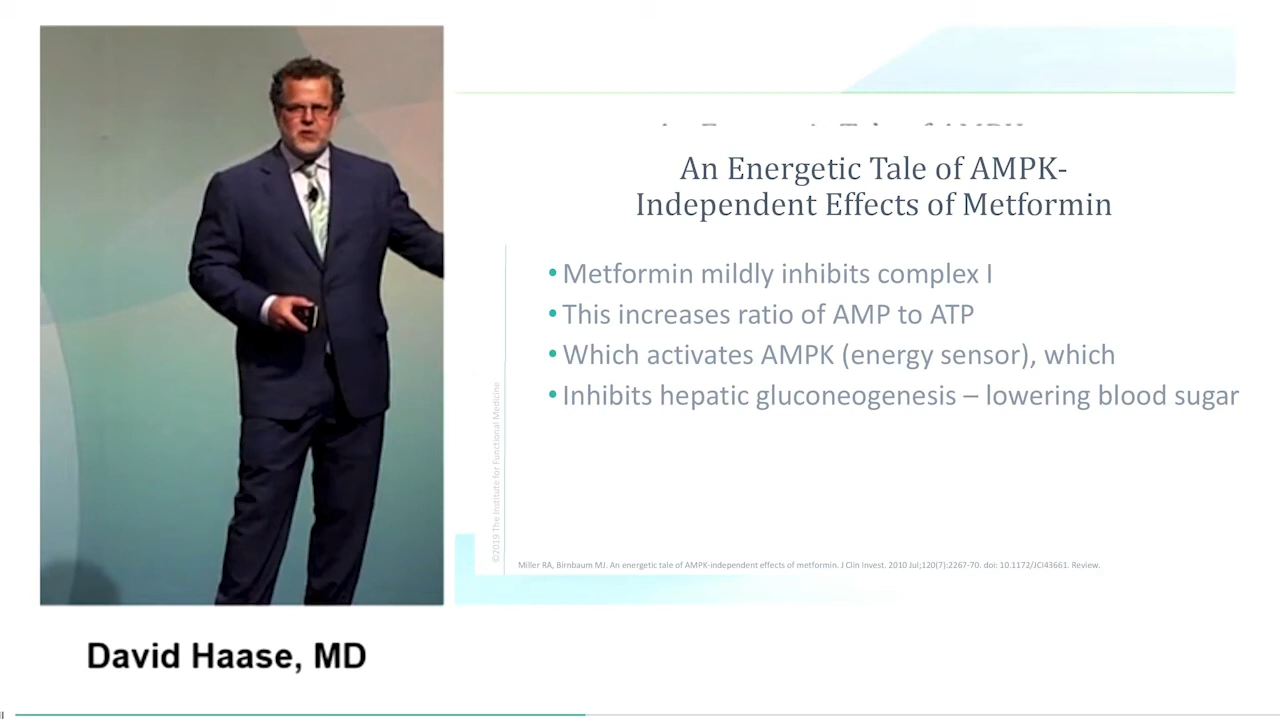 An Energetic Tale of AMPK-
Independent Effects of Metformin
• Metformin mildly inhibits complex I
• This increases ratio of AMP to ATP
• Which activates AMPK (energy sensor), which
• Inhibits hepatic gluconeogenesis – lowering blood sugar
©2019 The Institute for Functional Medicine
Miller RA, Birnbaum MJ. An energetic tale of AMPK-independent effects of metformin. J Clin Invest. 2010 Jul;120(7):2267-70. doi: 10.1172/JCI43661. Review.
David Haase, MD